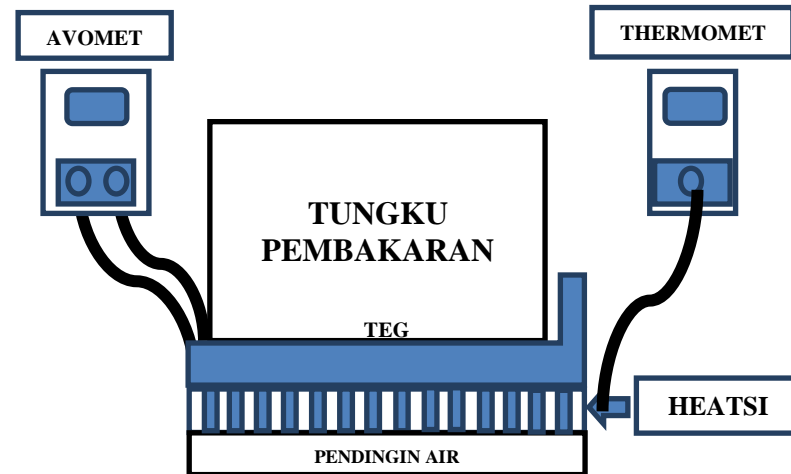 AVOMET
THERMOMET
TUNGKU
PEMBAKARAN
TEG
HEATSI
PENDINGIN AIR